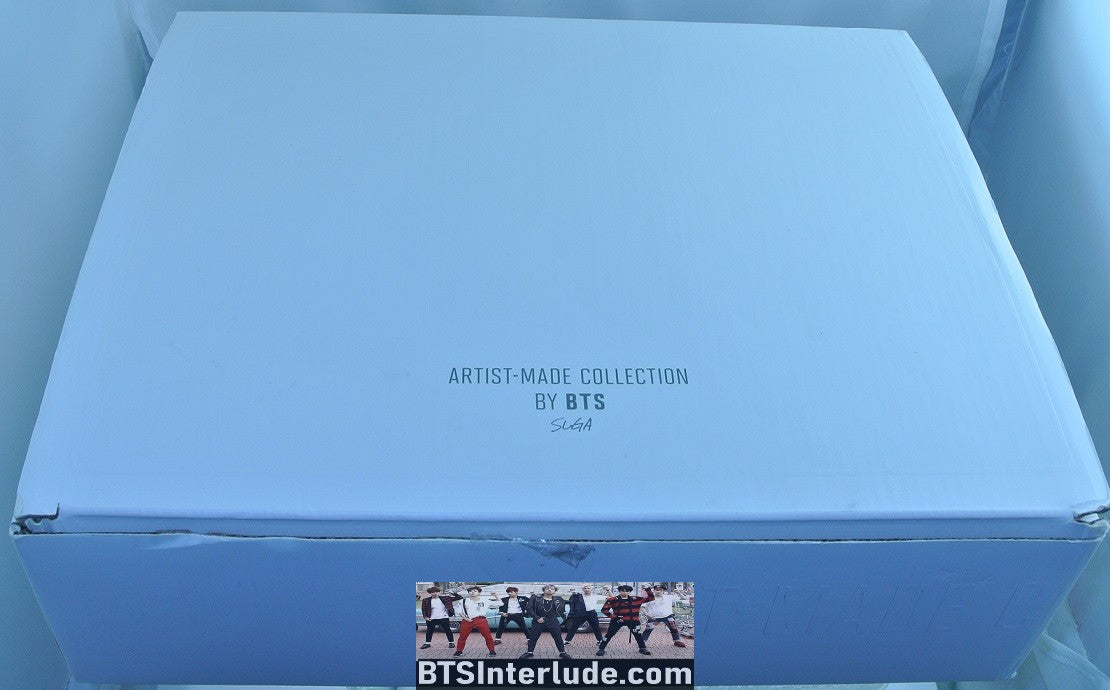 ARTIST-MADE COLLECTION
BY BTS
SUGA
BTSInterlude.com